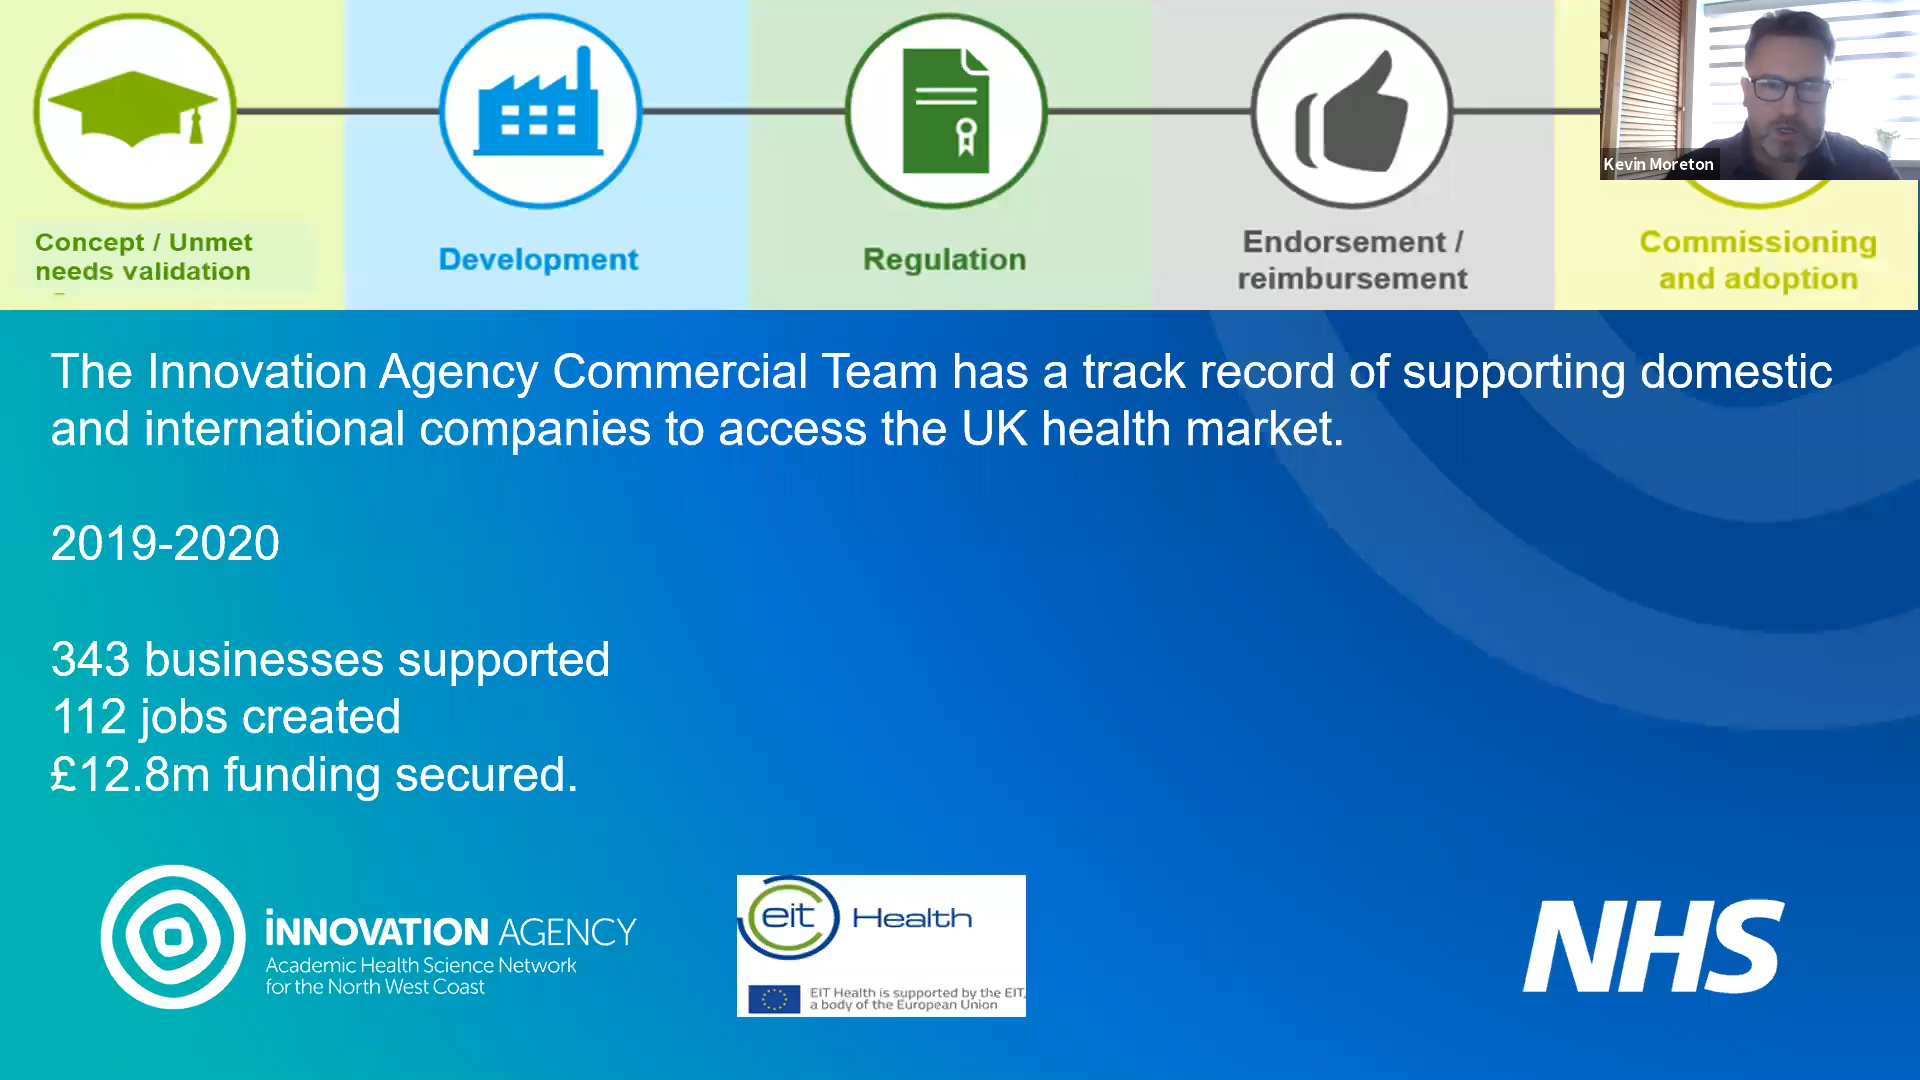 Kevin Moreton
Concept / Unmet
needs validation
Development
Regulation
Endorsement /
reimbursement
Commissioning
and adoption
The Innovation Agency Commercial Team has a track record of supporting domestic
and international companies to access the UK health market.
2019-2020
343 businesses supported
112 jobs created
£12.8m funding secured.
INNOVATION AGENCY
Academic Health Science Network
for the North West Coast
eit Health
EIT Health is supported by the EIT,
a body of the European Union
NHS